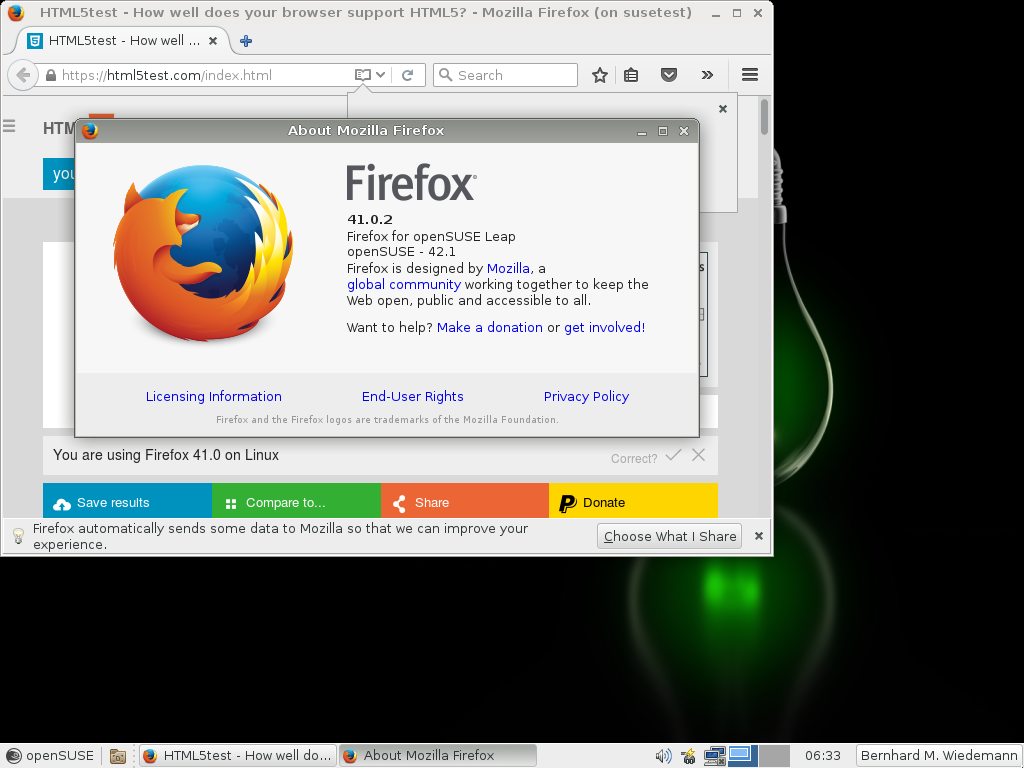 HTML5test - How well does your browser support HTML5? - Mozilla Firefox (on susetest)
HTML5test - How well ...
https://html5test.com/index.html
Search
HTM
About Mozilla Firefox
you
Firefox
41.0.2
Firefox for openSUSE Leap
openSUSE - 42.1
Firefox is designed by Mozilla, a
global community working together to keep the
Web open, public and accessible to all.
Want to help? Make a donation or get involved!
s
Licensing Information End-User Rights Privacy Policy
Firefox and the Firefox logos are trademarks of the Mozilla Foundation.
You are using Firefox 41.0 on Linux
Correct?
Save results Compare to... Share Donate
Firefox automatically sends some data to Mozilla so that we can improve your
experience.
Choose What I Share
openSUSE HTML5test - How well do... About Mozilla Firefox 06:33 Bernhard M. Wiedemann